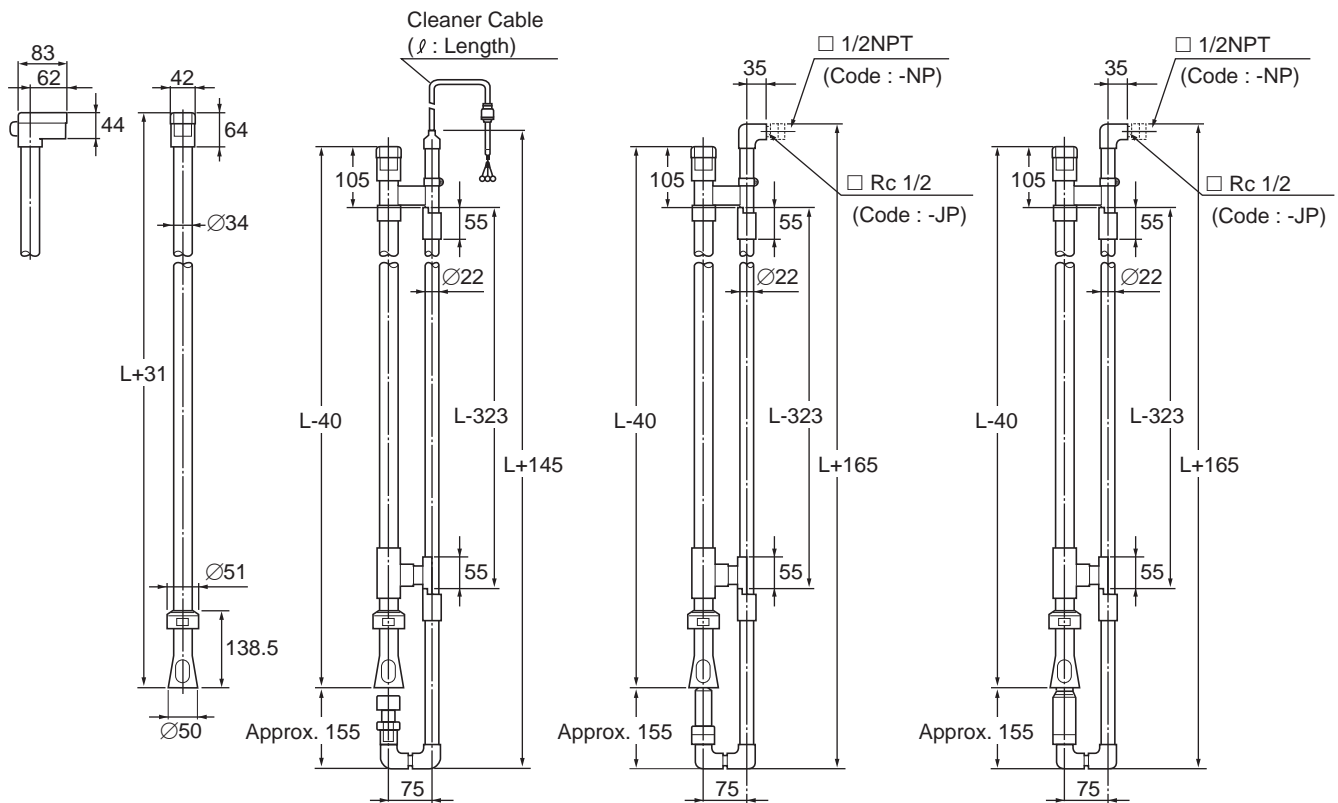 Cleaner Cable
(ℓ : Length)
83
62
44
42
64
∅34
L+31
∅51
138.5
∅50
105
55
∅22
L-40
L-323
L+145
55
Approx. 155
75
□ 1/2NPT
(Code : -NP)
35
105
□ Rc 1/2
(Code : -JP)
55
∅22
L-40
L-323
L+165
55
Approx. 155
75
□ 1/2NPT
(Code : -NP)
35
105
□ Rc 1/2
(Code : -JP)
55
∅22
L-40
L-323
L+165
55
Approx. 155
75